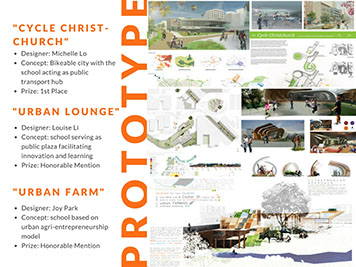 "CYCLE CHRIST-
CHURCH"
Designer: Michelle Lo
Concept: Bikeable city with the
school acting as public
transport hub
Prize: 1st Place
"URBAN LOUNGE"
Designer: Louise Li
Concept: school serving as
public plaza facilitating
innovation and learning
Prize: Honorable Mention
"URBAN FARM"
Designer: Joy Park
Concept: school based on
urban agri-entrepreneurship
model
Prize: Honorable Mention
PROTOTYPE
Cycle Christchurch